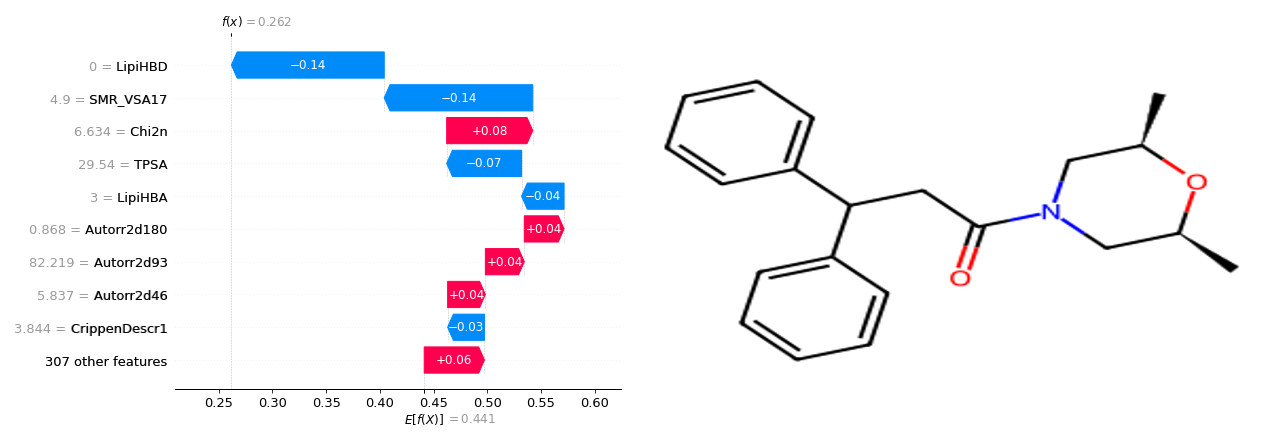 f(x) = 0.262
0 = LipiHBD
−0.14
4.9 = SMR_VSA17
−0.14
6.634 = Chi2n
+0.08
29.54 = TPSA
−0.07
3 = LipiHBA
−0.04
0.868 = Autorr2d180
+0.04
82.219 = Autorr2d93
+0.04
5.837 = Autorr2d46
+0.04
3.844 = CrippenDescr1
−0.03
307 other features
+0.06
0.25 0.30 0.35 0.40 0.45 0.50 0.55 0.60
E[f(X)] = 0.441
O
N
O